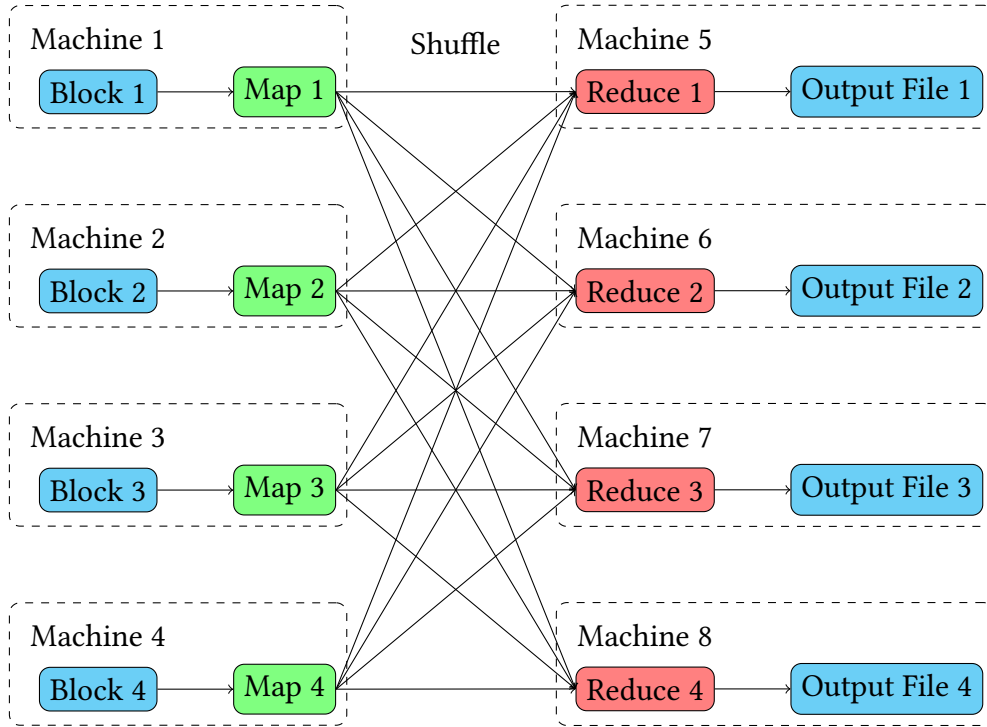 Machine 1
Block 1
Map 1
Shuffle
Machine 5
Reduce 1
Output File 1
Machine 2
Block 2
Map 2
Machine 6
Reduce 2
Output File 2
Machine 3
Block 3
Map 3
Machine 7
Reduce 3
Output File 3
Machine 4
Block 4
Map 4
Machine 8
Reduce 4
Output File 4